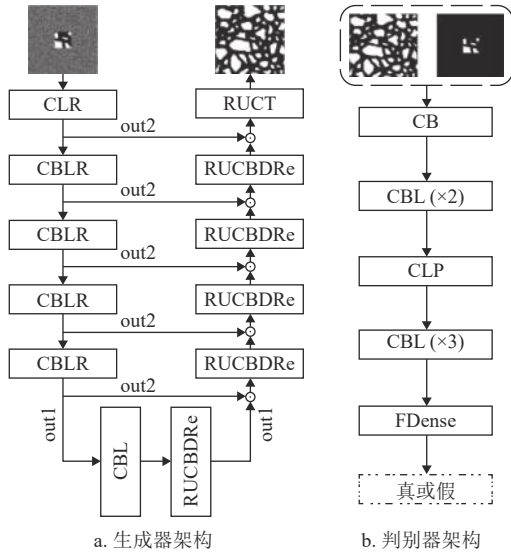 CLR
out2
CBLR
out2
CBLR
out2
CBLR
out2
CBLR
out2
out1
CBL
RUCBDRe
out1
RUCT
RUCBDRe
RUCBDRe
RUCBDRe
RUCBDRe
a. 生成器架构
CB
CBL (×2)
CLP
CBL (×3)
FDense
真或假
b. 判别器架构